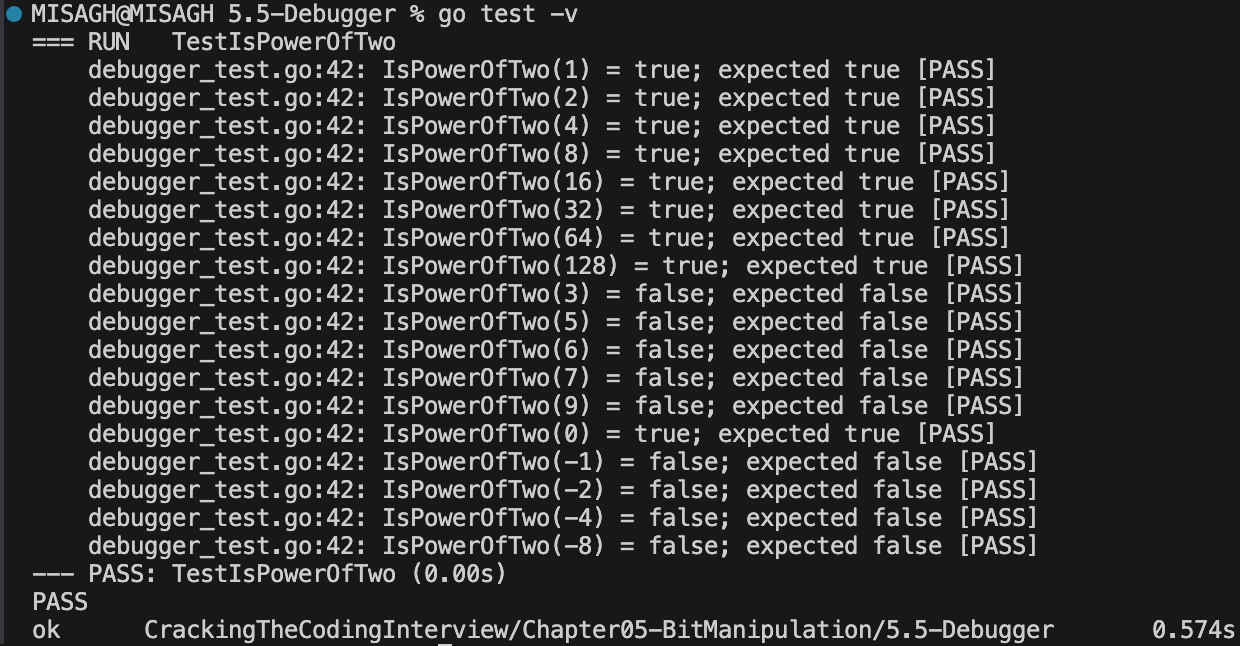 MISAGH@MISAGH 5.5-Debugger % go test -v
=== RUN   TestIsPowerOfTwo
    debugger_test.go:42: IsPowerOfTwo(1) = true; expected true [PASS]
    debugger_test.go:42: IsPowerOfTwo(2) = true; expected true [PASS]
    debugger_test.go:42: IsPowerOfTwo(4) = true; expected true [PASS]
    debugger_test.go:42: IsPowerOfTwo(8) = true; expected true [PASS]
    debugger_test.go:42: IsPowerOfTwo(16) = true; expected true [PASS]
    debugger_test.go:42: IsPowerOfTwo(32) = true; expected true [PASS]
    debugger_test.go:42: IsPowerOfTwo(64) = true; expected true [PASS]
    debugger_test.go:42: IsPowerOfTwo(128) = true; expected true [PASS]
    debugger_test.go:42: IsPowerOfTwo(3) = false; expected false [PASS]
    debugger_test.go:42: IsPowerOfTwo(5) = false; expected false [PASS]
    debugger_test.go:42: IsPowerOfTwo(6) = false; expected false [PASS]
    debugger_test.go:42: IsPowerOfTwo(7) = false; expected false [PASS]
    debugger_test.go:42: IsPowerOfTwo(9) = false; expected false [PASS]
    debugger_test.go:42: IsPowerOfTwo(0) = true; expected true [PASS]
    debugger_test.go:42: IsPowerOfTwo(-1) = false; expected false [PASS]
    debugger_test.go:42: IsPowerOfTwo(-2) = false; expected false [PASS]
    debugger_test.go:42: IsPowerOfTwo(-4) = false; expected false [PASS]
    debugger_test.go:42: IsPowerOfTwo(-8) = false; expected false [PASS]
--- PASS: TestIsPowerOfTwo (0.00s)
PASS
ok      CrackingTheCodingInterview/Chapter05-BitManipulation/5.5-Debugger       0.574s